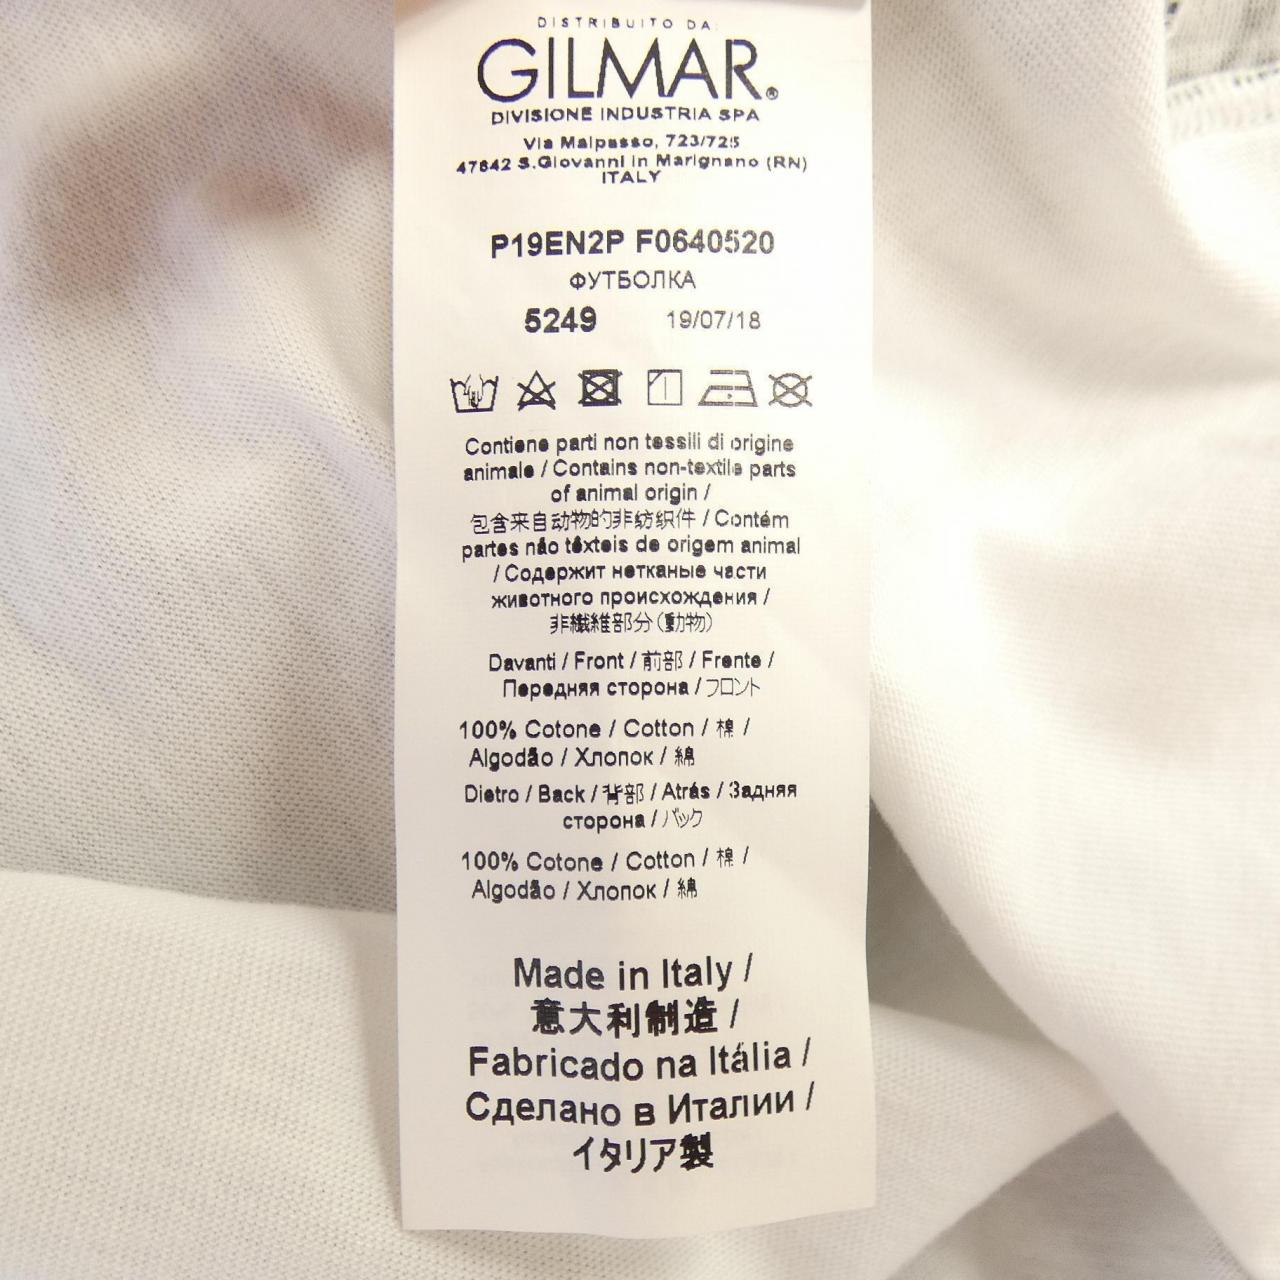 DISTRIBUITO DA:
GILMAR®
DIVISIONE INDUSTRIA SPA
Via Malpasso, 723/725
47842 S.Giovanni in Marignano (RN)
ITALY
P19EN2P F0640520
ФУТБОЛКА
5249 19/07/18
Contiene parti non tessili di origine
animale / Contains non-textile parts
of animal origin /
包含来自动物的非纺织件 / Contém
partes não têxteis de origem animal
/ Содержит нетканые части
животного происхождения /
非繊維部分(動物)
Davanti / Front / 前部 / Frente /
Передняя сторона / フロント
100% Cotone / Cotton / 棉 /
Algodão / Хлопок / 綿
Dietro / Back / 背部 / Atrás / Задняя
сторона / バック
100% Cotone / Cotton / 棉 /
Algodão / Хлопок / 綿
Made in Italy /
意大利制造 /
Fabricado na Itália /
Сделано в Италии /
イタリア製